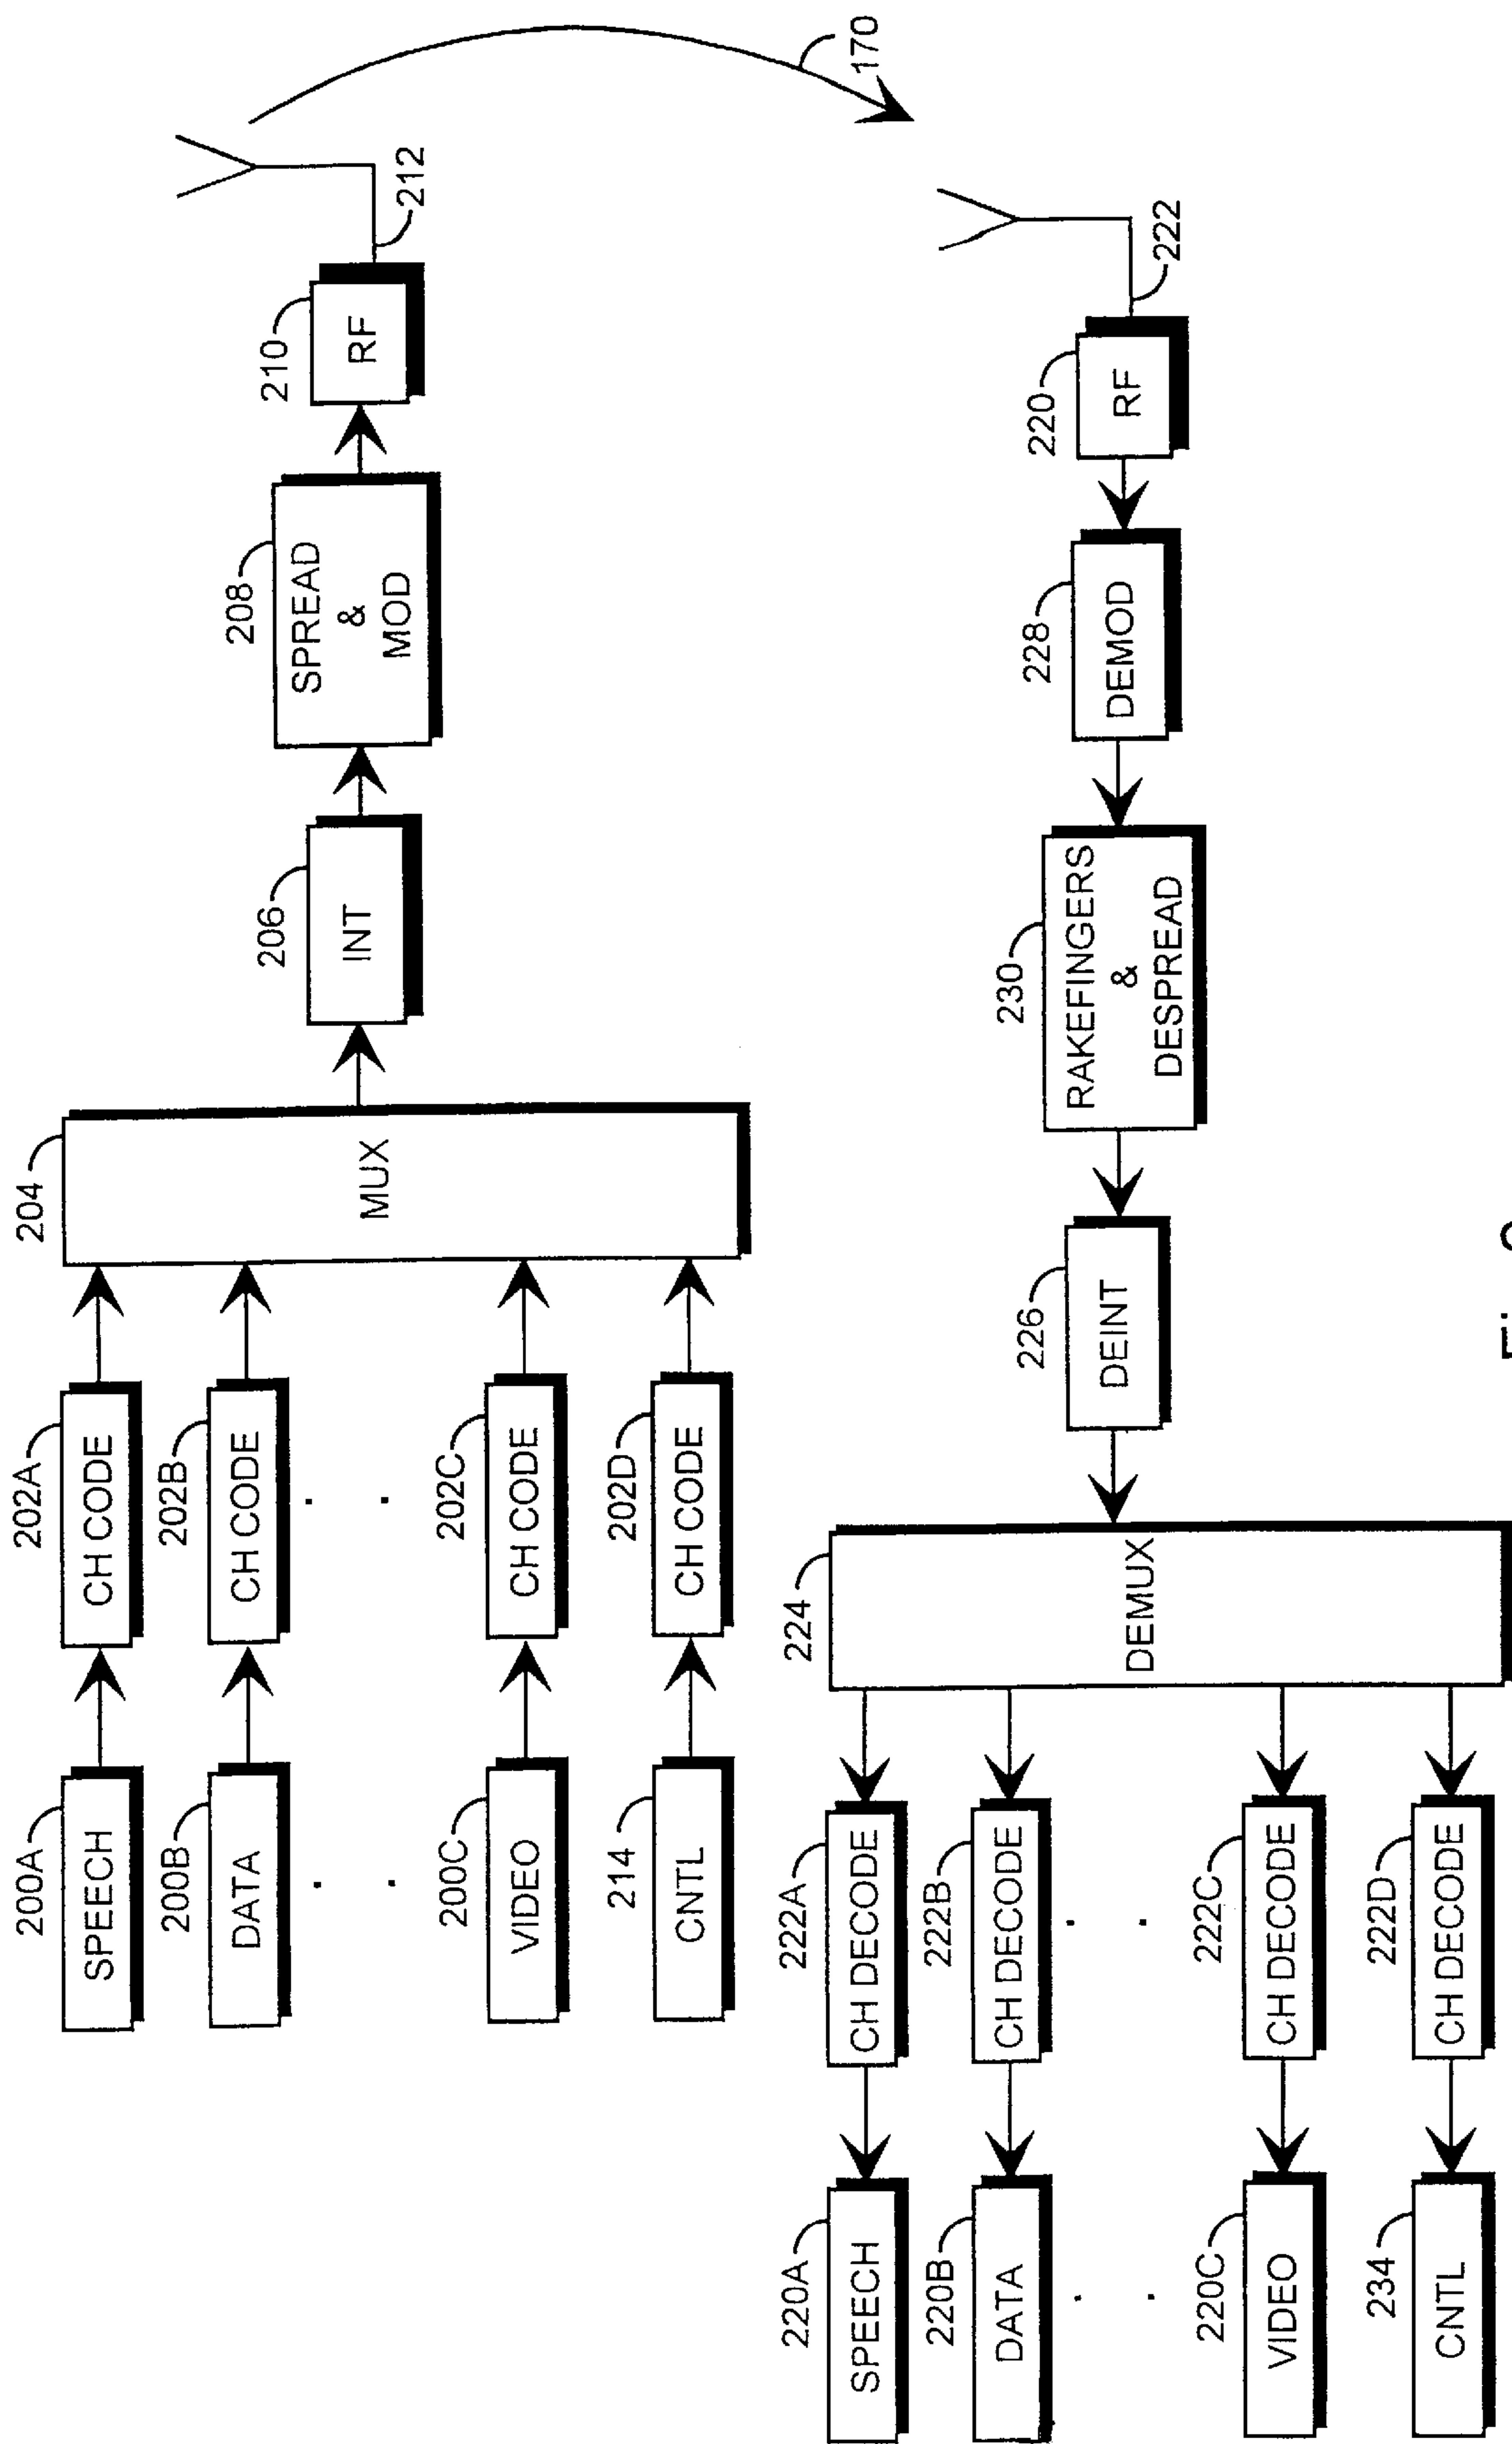 200A
SPEECH
202A
CH CODE
204
MUX
206
INT
208
SPREAD
&
MOD
210
RF
212
170
200B
DATA
202B
CH CODE
200C
VIDEO
202C
CH CODE
214
CNTL
202D
CH CODE
220A
SPEECH
222A
CH DECODE
224
DEMUX
226
DEINT
230
RAKEFINGERS
&
DESPREAD
228
DEMOD
220
RF
222
220B
DATA
222B
CH DECODE
220C
VIDEO
222C
CH DECODE
234
CNTL
222D
CH DECODE